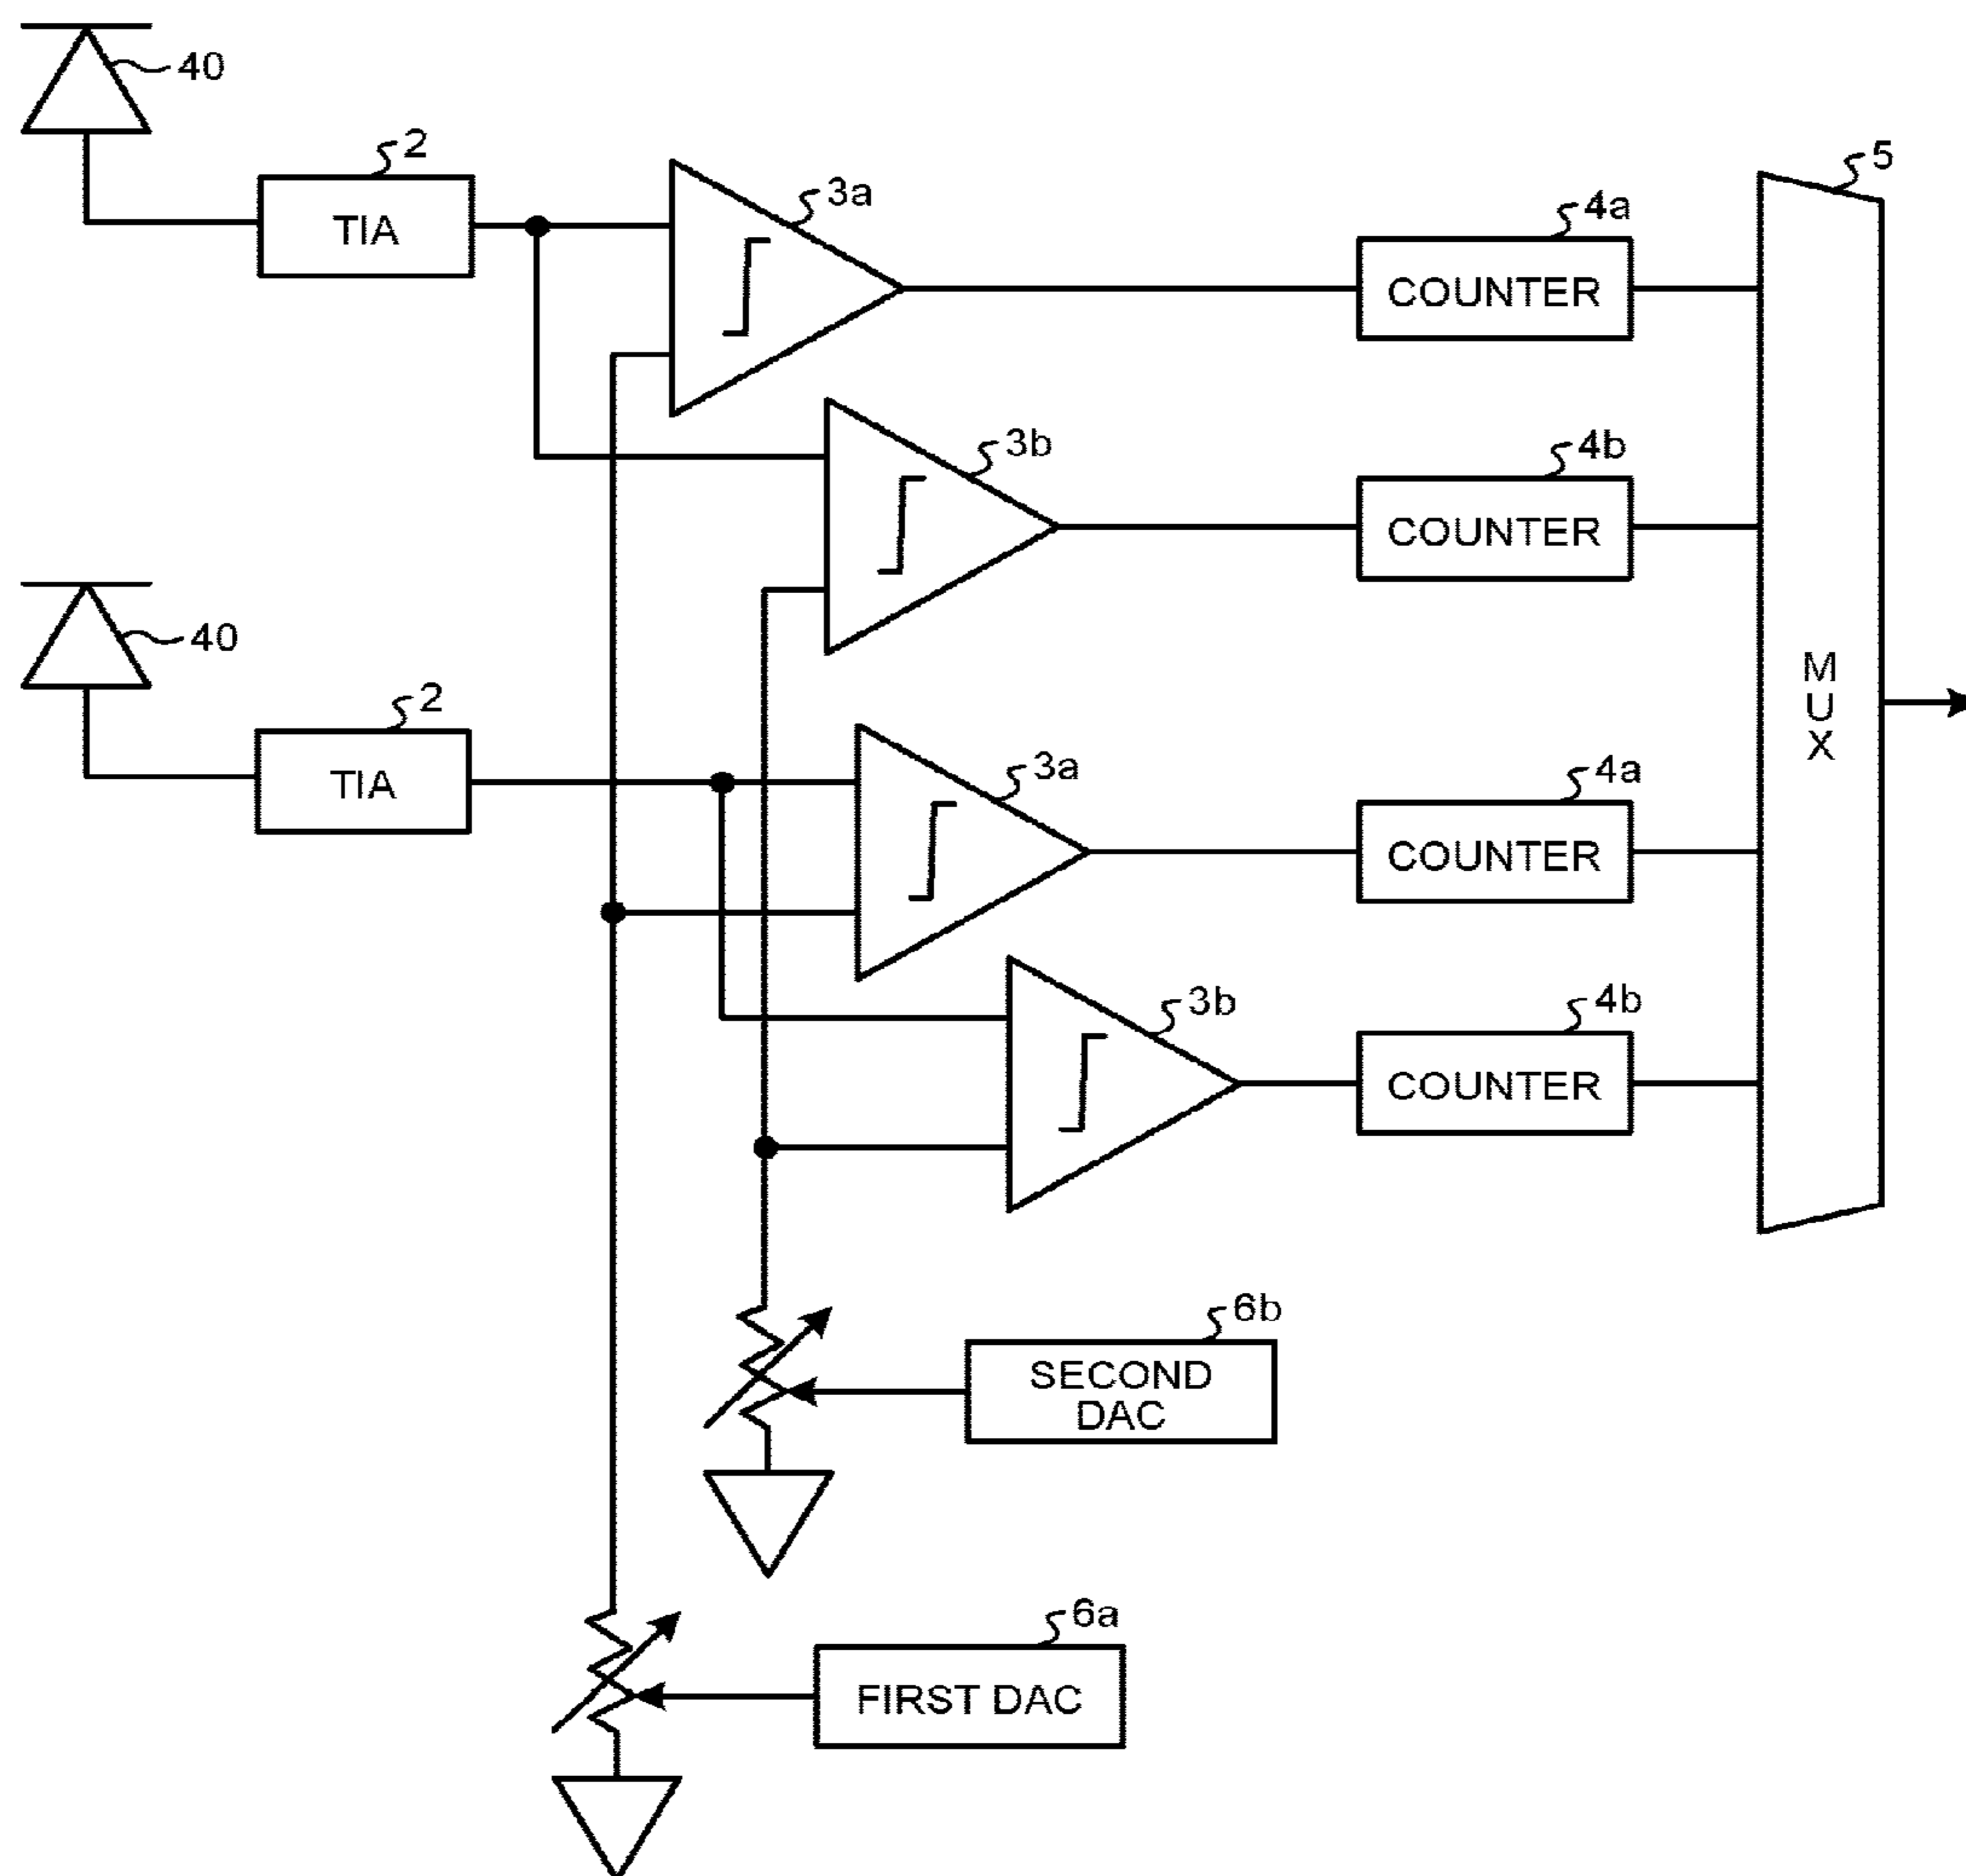 40
2
TIA
3a
4a
COUNTER
5
3b
4b
COUNTER
40
2
TIA
3a
4a
COUNTER
M
U
X
3b
4b
COUNTER
6b
SECOND
DAC
6a
FIRST DAC